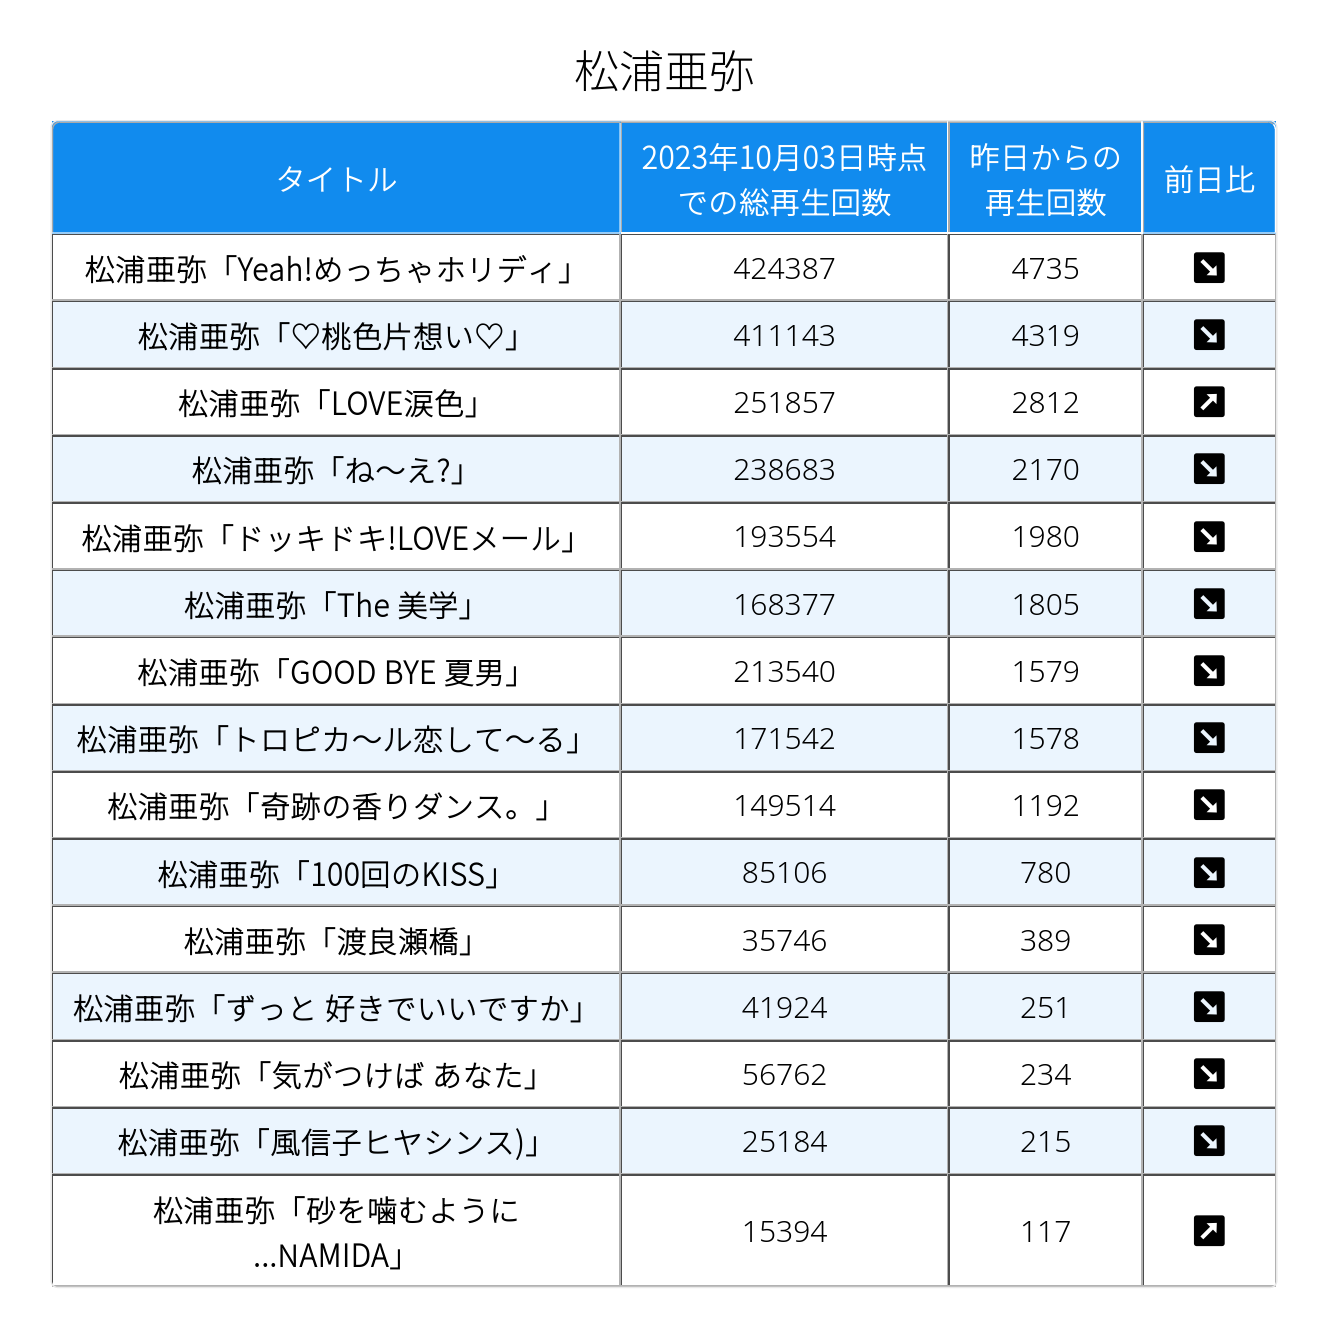 松浦亜弥
タイトル
2023年10月03日時点
での総再生回数
昨日からの
再生回数
前日比
松浦亜弥「Yeah!めっちゃホリディ」 424387 4735
松浦亜弥「♡桃色片想い♡」 411143 4319
松浦亜弥「LOVE涙色」 251857 2812
松浦亜弥「ね〜え?」 238683 2170
松浦亜弥「ドッキドキ!LOVEメール」 193554 1980
松浦亜弥「The 美学」 168377 1805
松浦亜弥「GOOD BYE 夏男」 213540 1579
松浦亜弥「トロピカ〜ル恋して〜る」 171542 1578
松浦亜弥「奇跡の香りダンス。」 149514 1192
松浦亜弥「100回のKISS」 85106 780
松浦亜弥「渡良瀬橋」 35746 389
松浦亜弥「ずっと 好きでいいですか」 41924 251
松浦亜弥「気がつけば あなた」 56762 234
松浦亜弥「風信子ヒヤシンス)」 25184 215
松浦亜弥「砂を噛むように
...NAMIDA」 15394 117